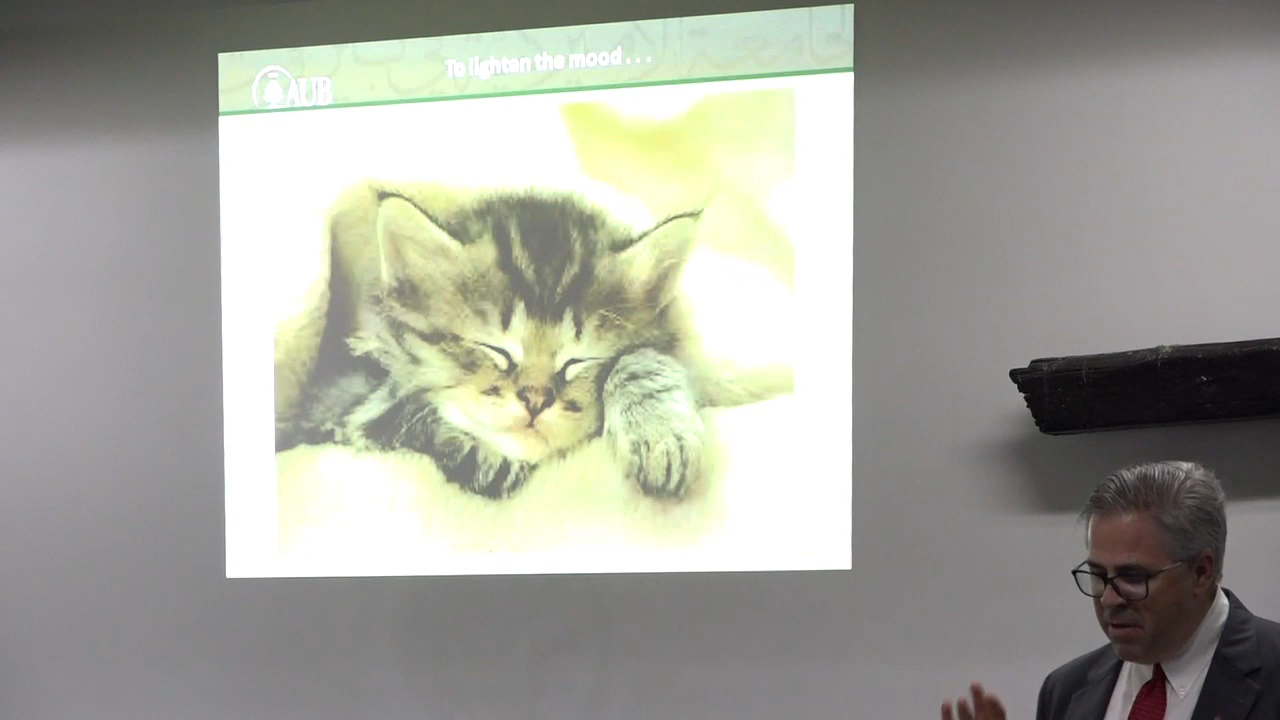 To lighten the mood . . .
AUB